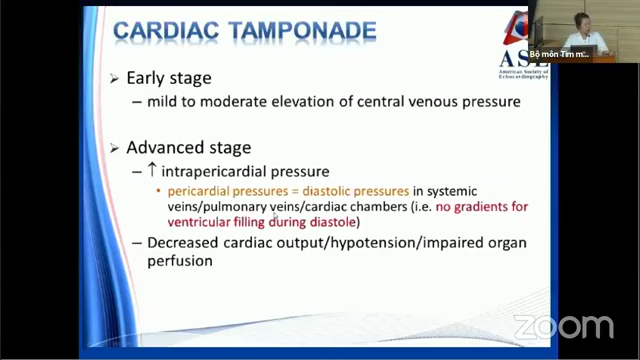 CARDIAC TAMPONADE
ASE
American Society of
Echocardiography
Bộ môn Tim m...
➢ Early stage
– mild to moderate elevation of central venous pressure
➢ Advanced stage
– ↑ intrapericardial pressure
• pericardial pressures = diastolic pressures in systemic
veins/pulmonary veins/cardiac chambers (i.e. no gradients for
ventricular filling during diastole)
– Decreased cardiac output/hypotension/impaired organ
perfusion
zoom